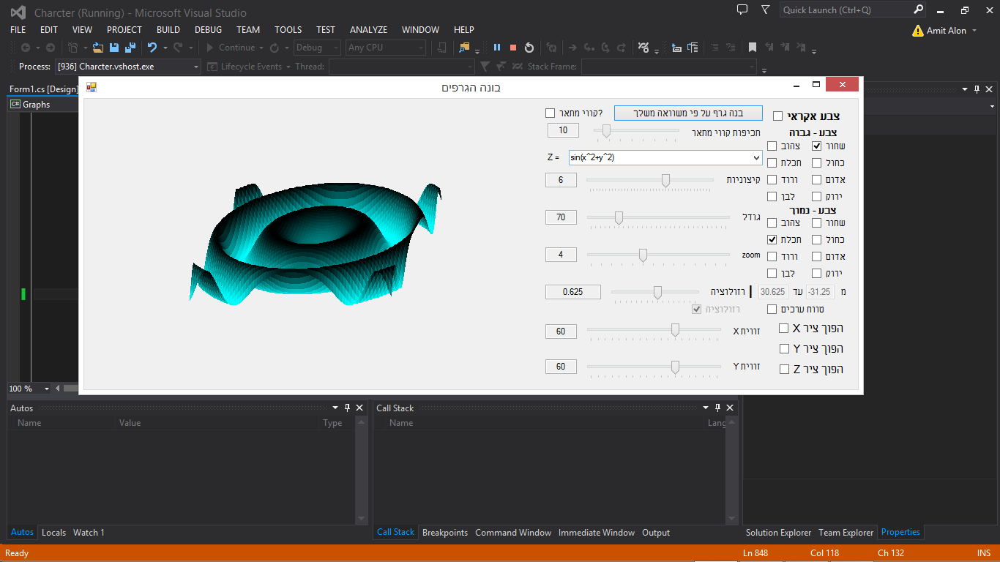 Charcter (Running) - Microsoft Visual Studio
Quick Launch (Ctrl+Q)
FILE EDIT VIEW PROJECT BUILD DEBUG TEAM TOOLS TEST ANALYZE WINDOW HELP
Amit Alon
Continue Debug Any CPU
Process: [936] Charcter.vshost.exe Lifecycle Events Thread: Stack Frame:
Form1.cs [Design]
C# Graphs
בונה הגרפים
קווי מתאר?
בנה גרף על פי משוואה משלך
צבע אקראי
10
תכיפות קווי מתאר
צבע - גבוה
שחור צהוב
Z = sin(x^2+y^2)
כחול תכלת
6
קיצוניות
אדום ורוד
ירוק לבן
צבע - נמוך
70
גודל
שחור צהוב
כחול תכלת
4
zoom
אדום ורוד
ירוק לבן
0.625
רזולוציה
מ -31.25 עד 30.625
רזולוציה
טווח ערכים
60
זווית X
הפוך ציר X
הפוך ציר Y
60
זווית Y
הפוך ציר Z
100 %
Autos
Call Stack
Name Value Type
Name Lang
Autos Locals Watch 1
Call Stack Breakpoints Command Window Immediate Window Output
Solution Explorer Team Explorer Properties
Ready
Ln 848 Col 118 Ch 132 INS